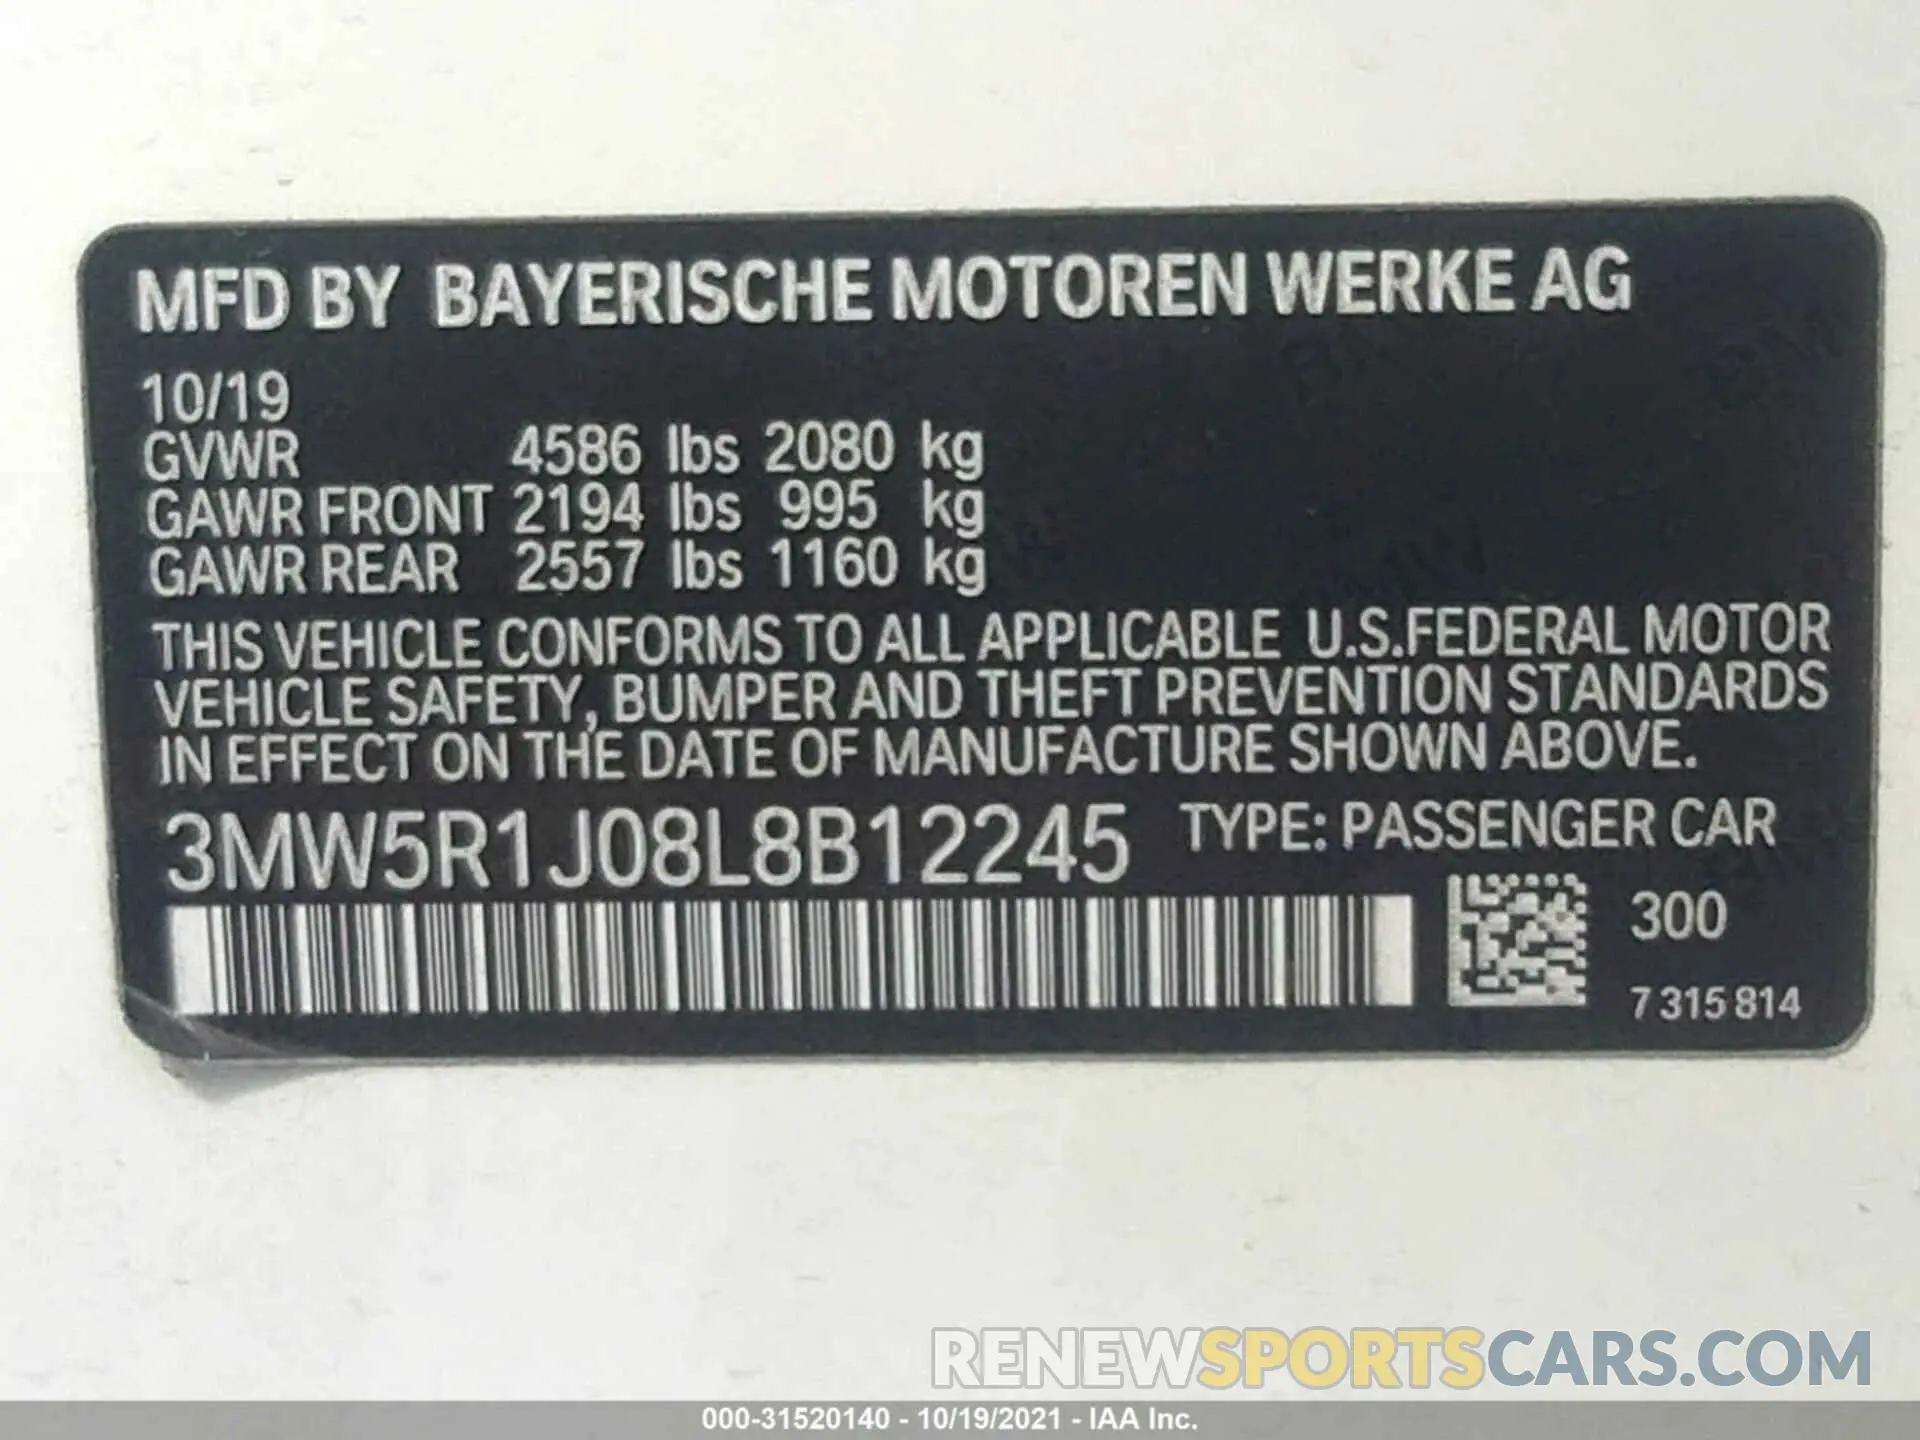 MFD BY BAYERISCHE MOTOREN WERKE AG
10/19
GVWR 4586 lbs 2080 kg
GAWR FRONT 2194 lbs 995 kg
GAWR REAR 2557 lbs 1160 kg
THIS VEHICLE CONFORMS TO ALL APPLICABLE U.S.FEDERAL MOTOR
VEHICLE SAFETY, BUMPER AND THEFT PREVENTION STANDARDS
IN EFFECT ON THE DATE OF MANUFACTURE SHOWN ABOVE.
3MW5R1J08L8B12245 TYPE: PASSENGER CAR
300
7 315 814
RENEWSPORTSCARS.COM
000-31520140 - 10/19/2021 - IAA Inc.